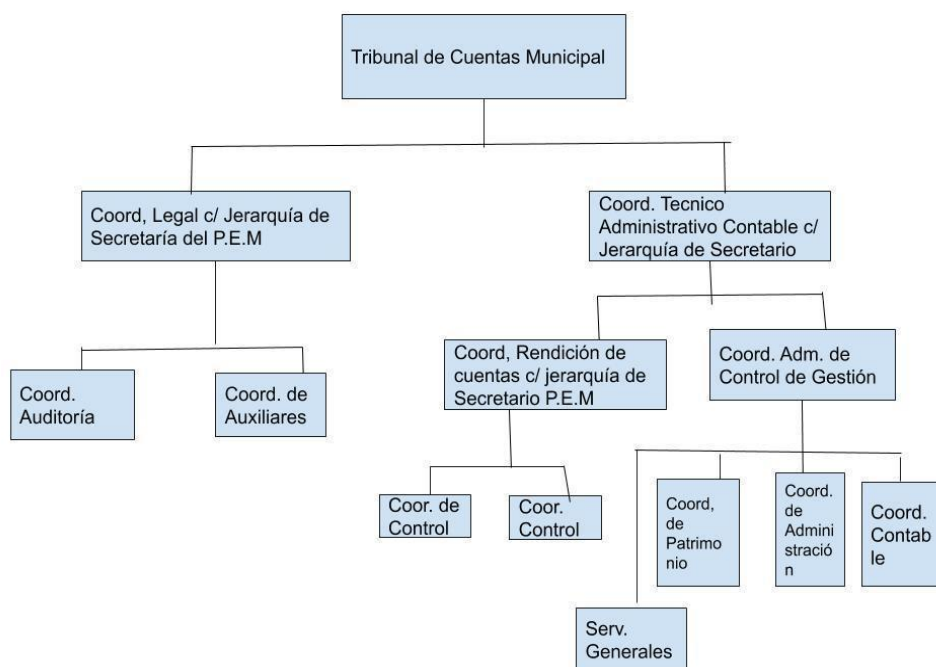 Tribunal de Cuentas Municipal
Coord, Legal c/ Jerarquía de
Secretaría del P.E.M
Coord. Tecnico
Administrativo Contable c/
Jerarquía de Secretario
Coord, Rendición de
cuentas c/ jerarquía de
Secretario P.E.M
Coord. Adm. de
Control de Gestión
Coord.
Auditoría
Coord. de
Auxiliares
Coor. de
Control
Coor.
Control
Coord,
de
Patrimo
nio
Coord.
de
Admini
stració
n
Coord.
Contab
le
Serv.
Generales